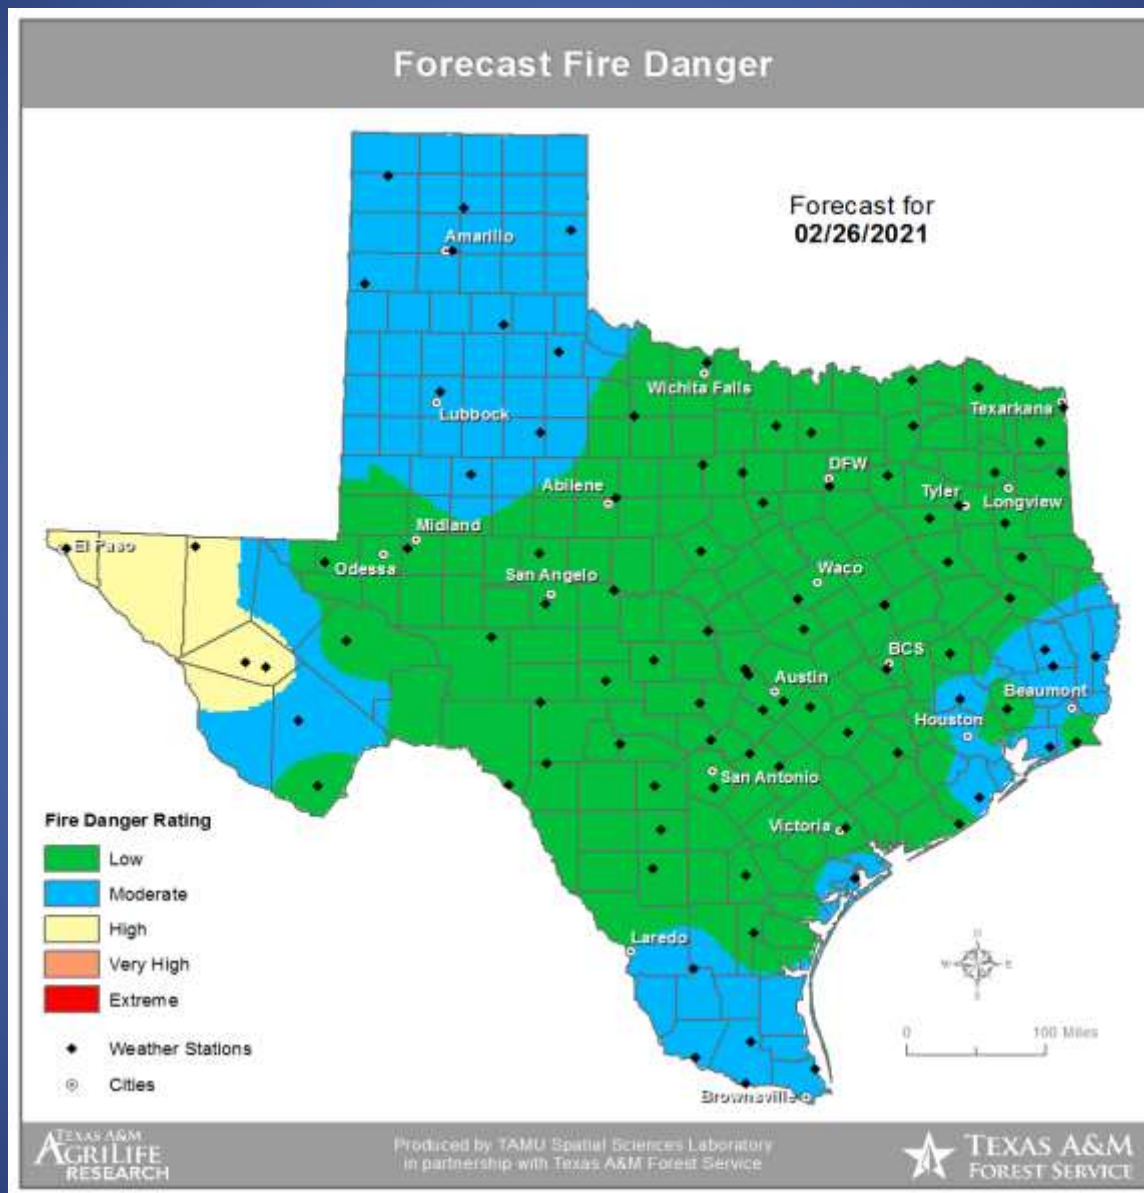 Forecast Fire Danger
Forecast for
02/26/2021
Amarillo
Wichita Falls
Texarkana
Lubbock
DFW
Abilene
Tyler
Longview
Midland
El Paso
Odessa
San Angelo
Waco
BCS
Austin
Beaumont
Houston
San Antonio
Victoria
Fire Danger Rating
Low
Moderate
High
Very High
Extreme
Weather Stations
Cities
Laredo
N
W E
S
0 100 Miles
Brownsville
TEXAS A&M
AGRILIFE
RESEARCH
Produced by TAMU Spatial Sciences Laboratory
in partnership with Texas A&M Forest Service
TEXAS A&M
FOREST SERVICE